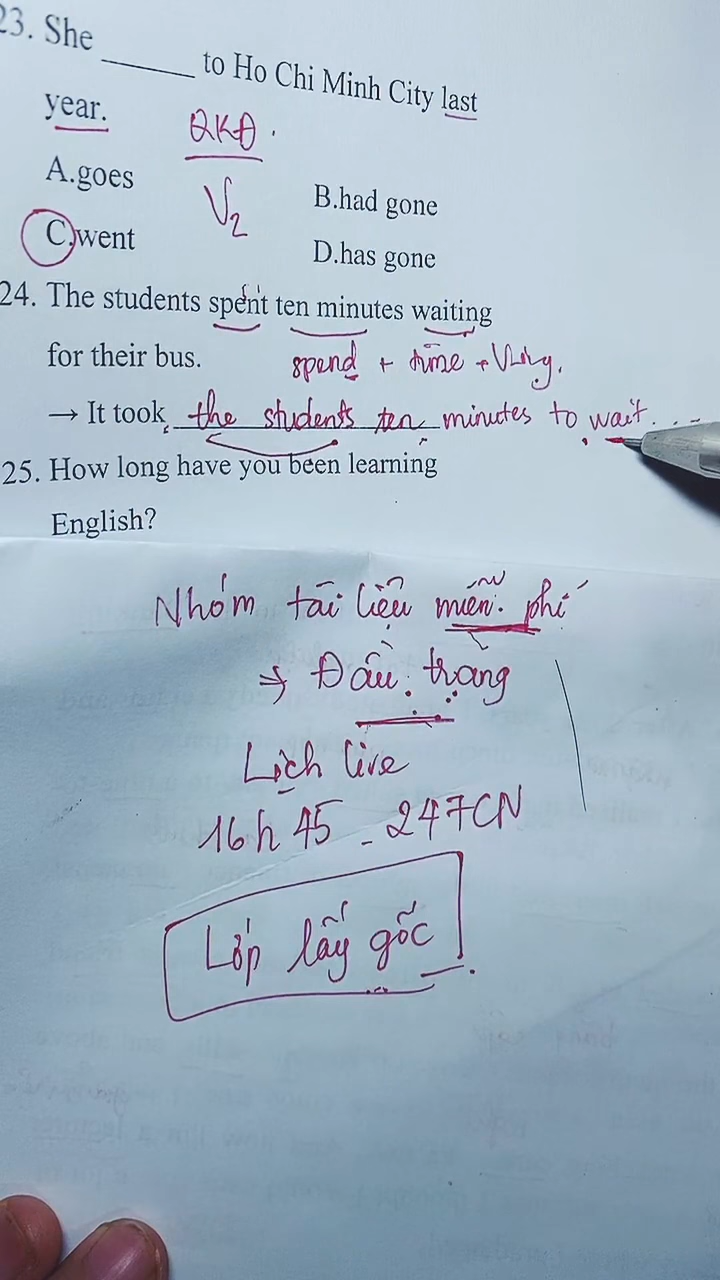 23. She ______ to Ho Chi Minh City last
year.
QKĐ.
A.goes
V2
B.had gone
C.went
D.has gone
24. The students spent ten minutes waiting
for their bus.
spend + time + Ving.
→ It took the students ten minutes to wait....
25. How long have you been learning
English?
Nhóm tài liệu miễn phí
⇒ Đầu trang
Lịch live
16h45 - 247CN
Lớp lấy gốc